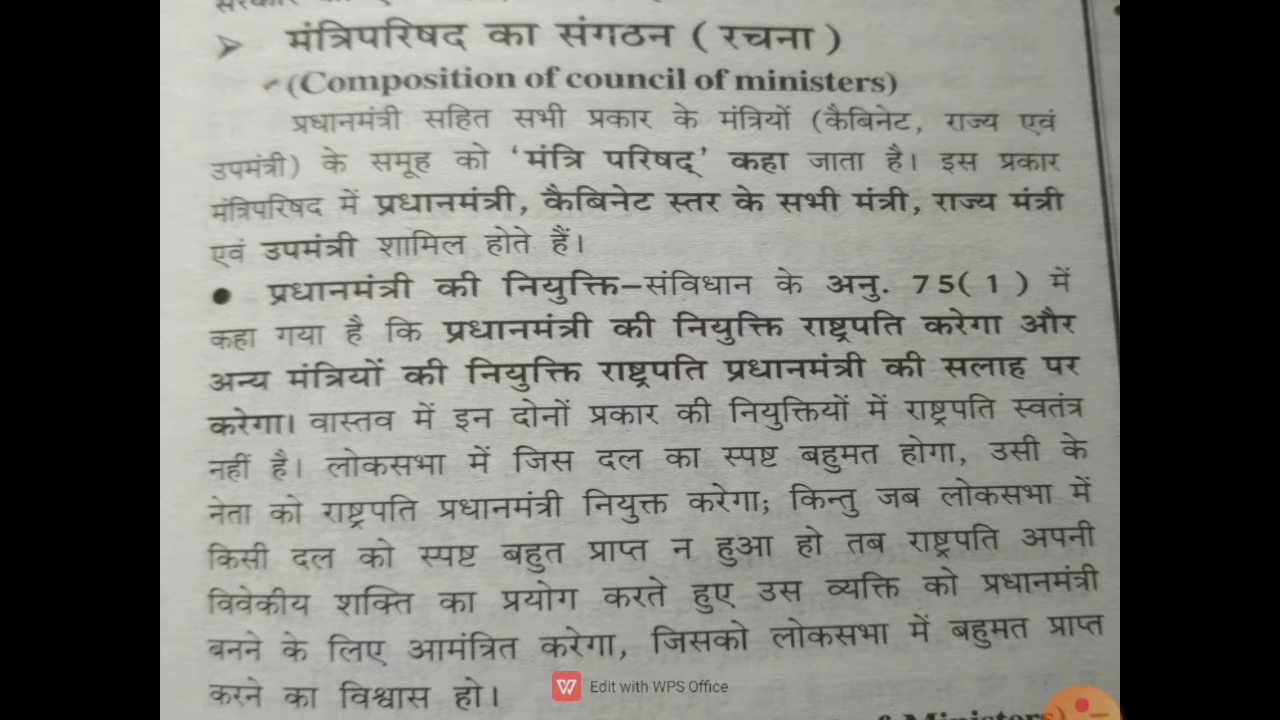 ➤ मंत्रिपरिषद का संगठन ( रचना )
(Composition of council of ministers)
प्रधानमंत्री सहित सभी प्रकार के मंत्रियों (कैबिनेट, राज्य एवं
उपमंत्री) के समूह को ‘मंत्रि परिषद्’ कहा जाता है। इस प्रकार
मंत्रिपरिषद में प्रधानमंत्री, कैबिनेट स्तर के सभी मंत्री, राज्य मंत्री
एवं उपमंत्री शामिल होते हैं।
● प्रधानमंत्री की नियुक्ति–संविधान के अनु. 75( 1 ) में
कहा गया है कि प्रधानमंत्री की नियुक्ति राष्ट्रपति करेगा और
अन्य मंत्रियों की नियुक्ति राष्ट्रपति प्रधानमंत्री की सलाह पर
करेगा। वास्तव में इन दोनों प्रकार की नियुक्तियों में राष्ट्रपति स्वतंत्र
नहीं है। लोकसभा में जिस दल का स्पष्ट बहुमत होगा, उसी के
नेता को राष्ट्रपति प्रधानमंत्री नियुक्त करेगा; किन्तु जब लोकसभा में
किसी दल को स्पष्ट बहुत प्राप्त न हुआ हो तब राष्ट्रपति अपनी
विवेकीय शक्ति का प्रयोग करते हुए उस व्यक्ति को प्रधानमंत्री
बनने के लिए आमंत्रित करेगा, जिसको लोकसभा में बहुमत प्राप्त
करने का विश्वास हो।
Edit with WPS Office